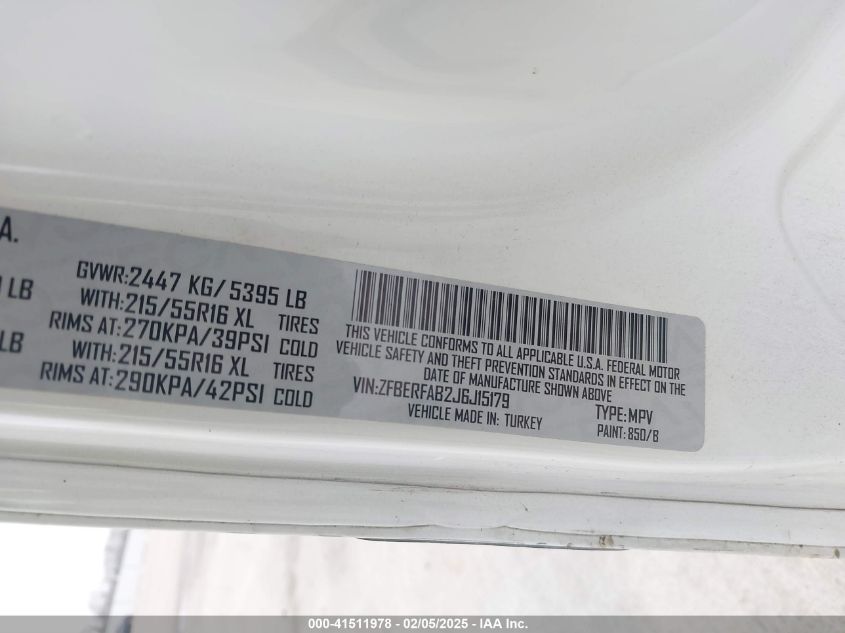 A.
GVWR:2447 KG/ 5395 LB
LB
WITH:215/55R16 XL TIRES
RIMS AT:270KPA/39PSI COLD
LB
WITH:215/55R16 XL TIRES
RIMS AT:290KPA/42PSI COLD
THIS VEHICLE CONFORMS TO ALL APPLICABLE U.S.A. FEDERAL MOTOR
VEHICLE SAFETY AND THEFT PREVENTION STANDARDS IN EFFECT ON THE
DATE OF MANUFACTURE SHOWN ABOVE
VIN:ZFBERFAB2J6J15179 TYPE:MPV
VEHICLE MADE IN: TURKEY PAINT: 850/B
000-41511978 - 02/05/2025 - IAA Inc.